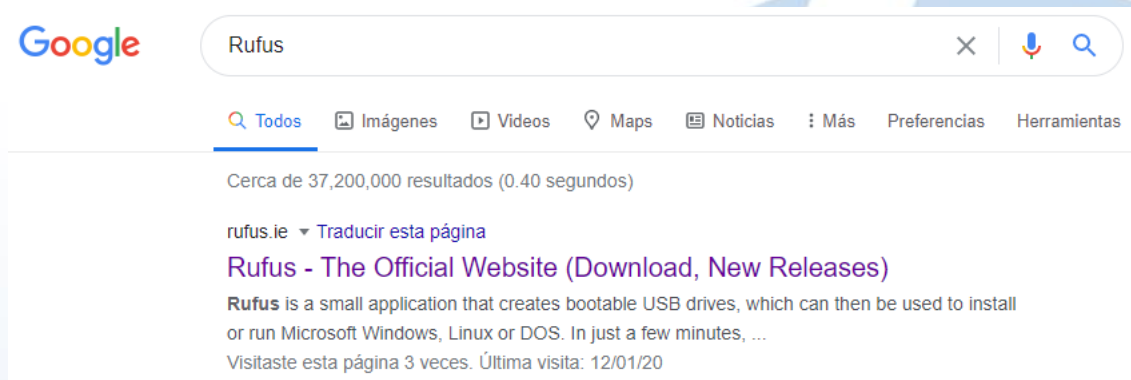 Google
Rufus
Todos Imágenes Videos Maps Noticias Más Preferencias Herramientas
Cerca de 37,200,000 resultados (0.40 segundos)
rufus.ie Traducir esta página
Rufus - The Official Website (Download, New Releases)
Rufus is a small application that creates bootable USB drives, which can then be used to install
or run Microsoft Windows, Linux or DOS. In just a few minutes, ...
Visitaste esta página 3 veces. Última visita: 12/01/20